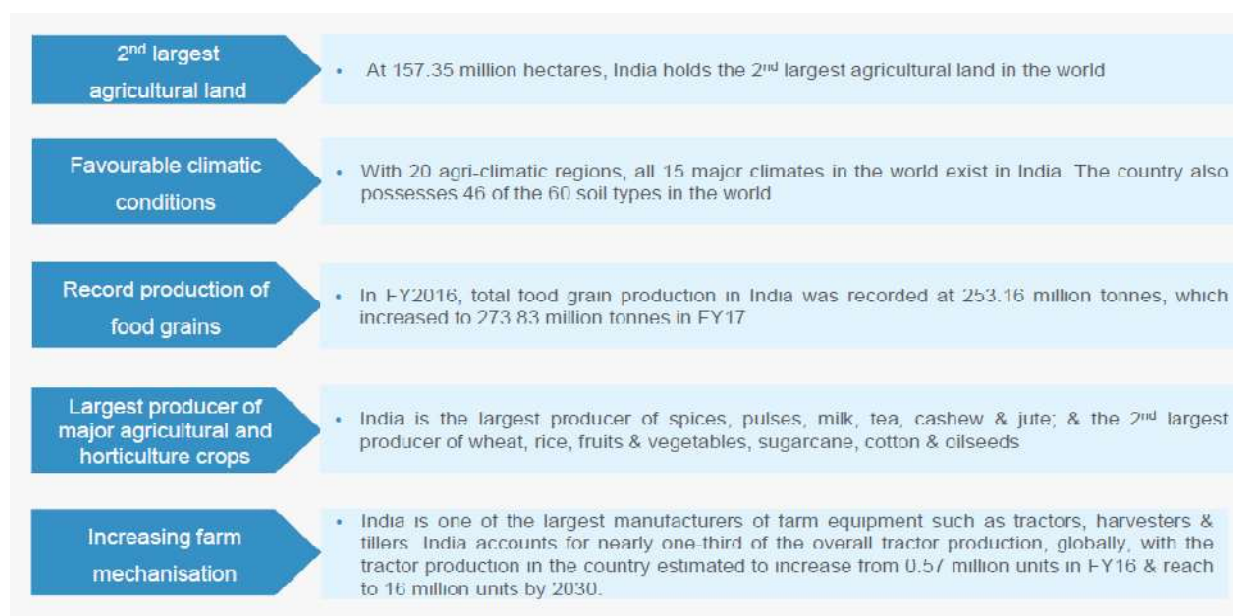 2nd largest
agricultural land
• At 157.35 million hectares, India holds the 2nd largest agricultural land in the world
Favourable climatic
conditions
• With 20 agri-climatic regions, all 15 major climates in the world exist in India. The country also
possesses 46 of the 60 soil types in the world
Record production of
food grains
• In FY2016, total food grain production in India was recorded at 253.16 million tonnes, which
increased to 273.83 million tonnes in FY17
Largest producer of
major agricultural and
horticulture crops
• India is the largest producer of spices, pulses, milk, tea, cashew & jute; & the 2nd largest
producer of wheat, rice, fruits & vegetables, sugarcane, cotton & oilseeds
Increasing farm
mechanisation
• India is one of the largest manufacturers of farm equipment such as tractors, harvesters &
tillers. India accounts for nearly one-third of the overall tractor production, globally, with the
tractor production in the country estimated to increase from 0.57 million units in FY16 & reach
to 16 million units by 2030.